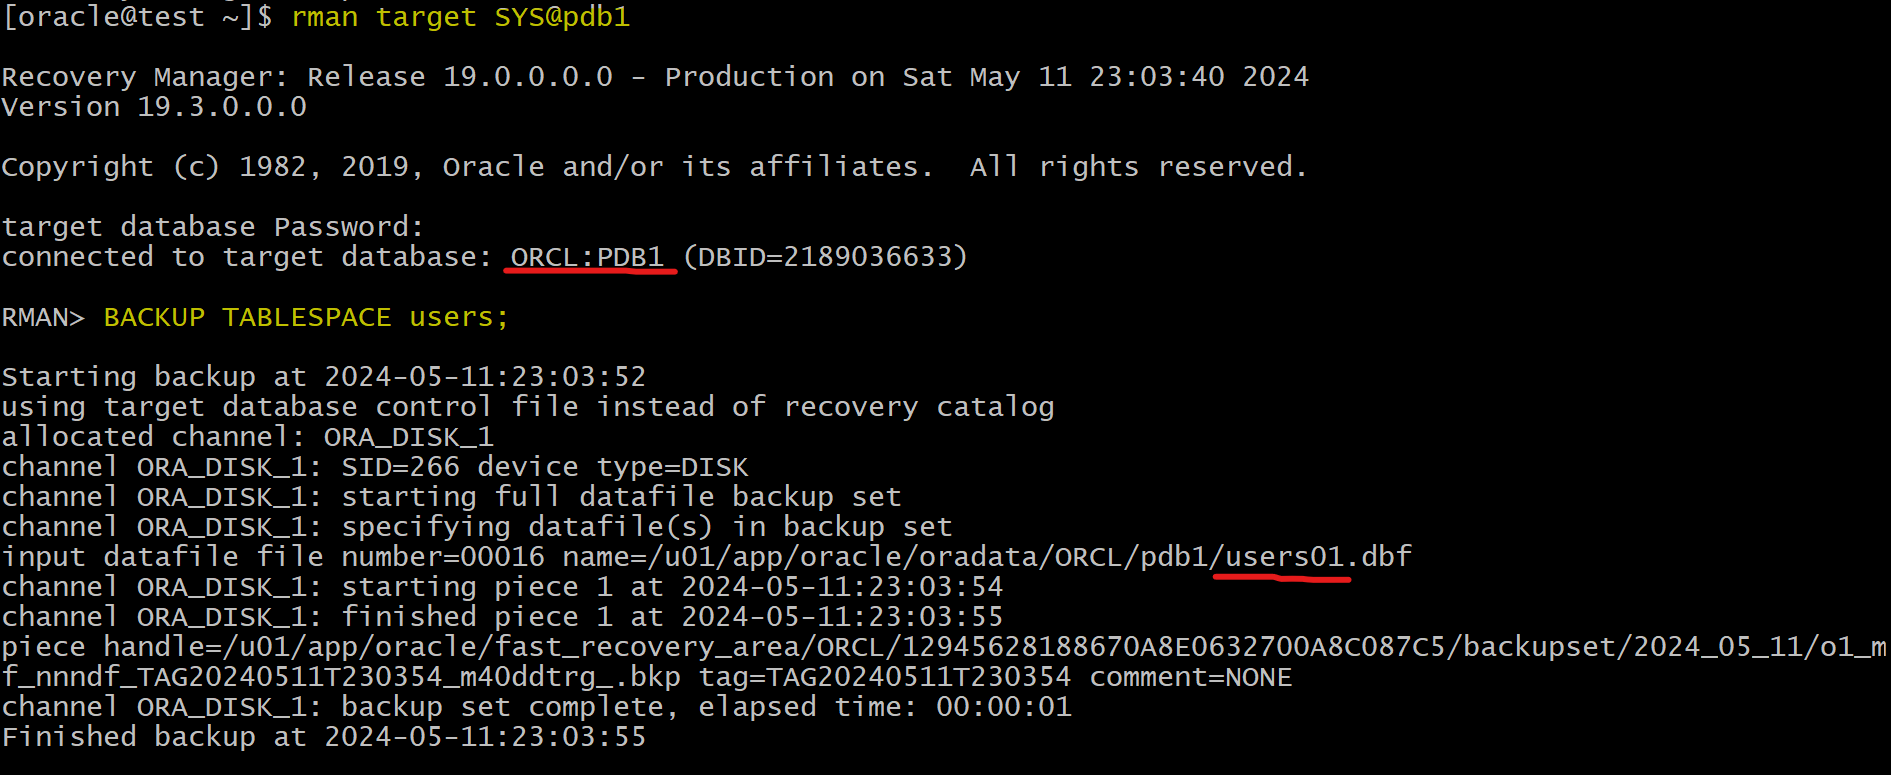 [oracle@test ~]$ rman target SYS@pdb1
Recovery Manager: Release 19.0.0.0.0 - Production on Sat May 11 23:03:40 2024
Version 19.3.0.0.0
Copyright (c) 1982, 2019, Oracle and/or its affiliates.  All rights reserved.
target database Password:
connected to target database: ORCL:PDB1 (DBID=2189036633)
RMAN> BACKUP TABLESPACE users;
Starting backup at 2024-05-11:23:03:52
using target database control file instead of recovery catalog
allocated channel: ORA_DISK_1
channel ORA_DISK_1: SID=266 device type=DISK
channel ORA_DISK_1: starting full datafile backup set
channel ORA_DISK_1: specifying datafile(s) in backup set
input datafile file number=00016 name=/u01/app/oracle/oradata/ORCL/pdb1/users01.dbf
channel ORA_DISK_1: starting piece 1 at 2024-05-11:23:03:54
channel ORA_DISK_1: finished piece 1 at 2024-05-11:23:03:55
piece handle=/u01/app/oracle/fast_recovery_area/ORCL/12945628188670A8E0632700A8C087C5/backupset/2024_05_11/o1_m
f_nnndf_TAG20240511T230354_m40ddtrg_.bkp tag=TAG20240511T230354 comment=NONE
channel ORA_DISK_1: backup set complete, elapsed time: 00:00:01
Finished backup at 2024-05-11:23:03:55